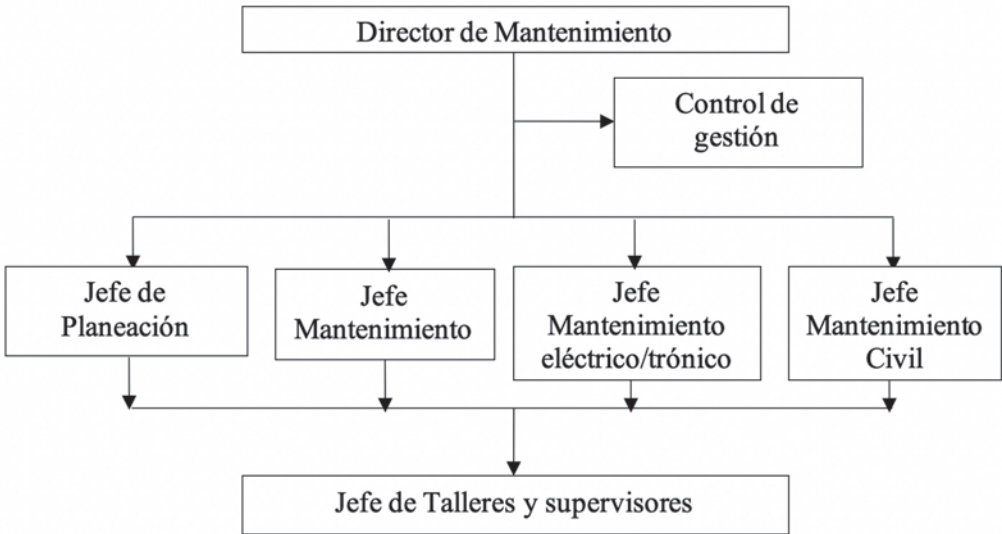 Director de Mantenimiento
Control de
gestión
Jefe de
Planeación
Jefe
Mantenimiento
Jefe
Mantenimiento
eléctrico/trónico
Jefe
Mantenimiento
Civil
Jefe de Talleres y supervisores